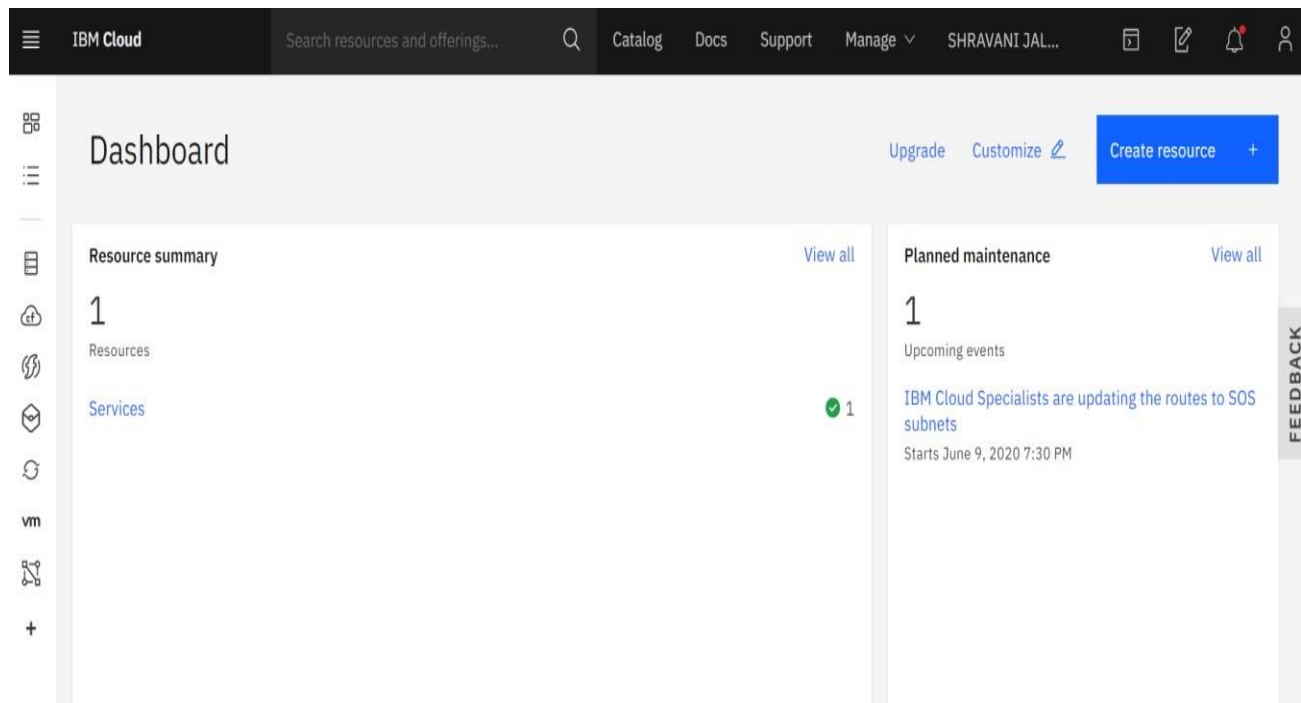 IBM Cloud
Search resources and offerings...
Catalog
Docs
Support
Manage
SHRAVANI JAL...
Dashboard
Upgrade
Customize
Create resource +
Resource summary
View all
1
Resources
Services
1
Planned maintenance
View all
1
Upcoming events
IBM Cloud Specialists are updating the routes to SOS
subnets
Starts June 9, 2020 7:30 PM
FEEDBACK
cf
vm
+